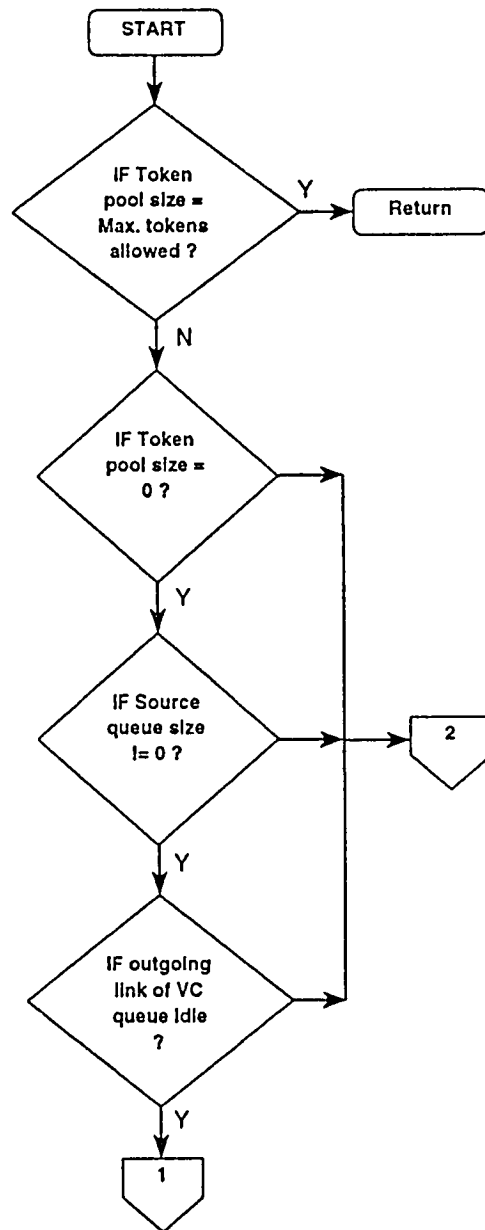 START
IF Token
pool size =
Max. tokens
allowed ?
Y
Return
N
IF Token
pool size =
0 ?
Y
IF Source
queue size
!= 0 ?
2
Y
IF outgoing
link of VC
queue idle
?
Y
1